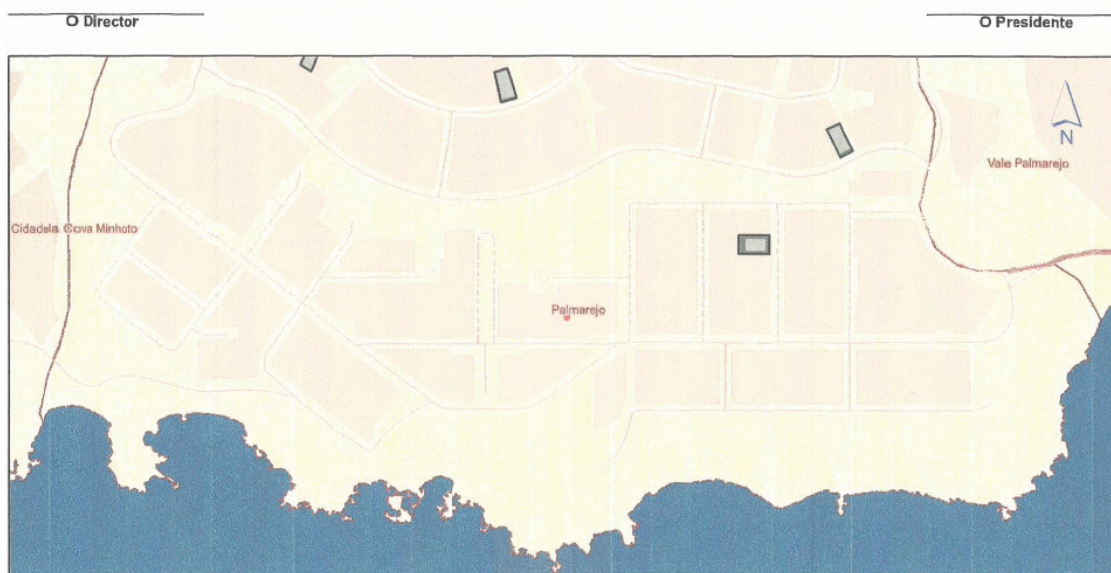 O Director
O Presidente
N
Vale Palmarejo
Cidadela Cova Minhoto
Palmarejo